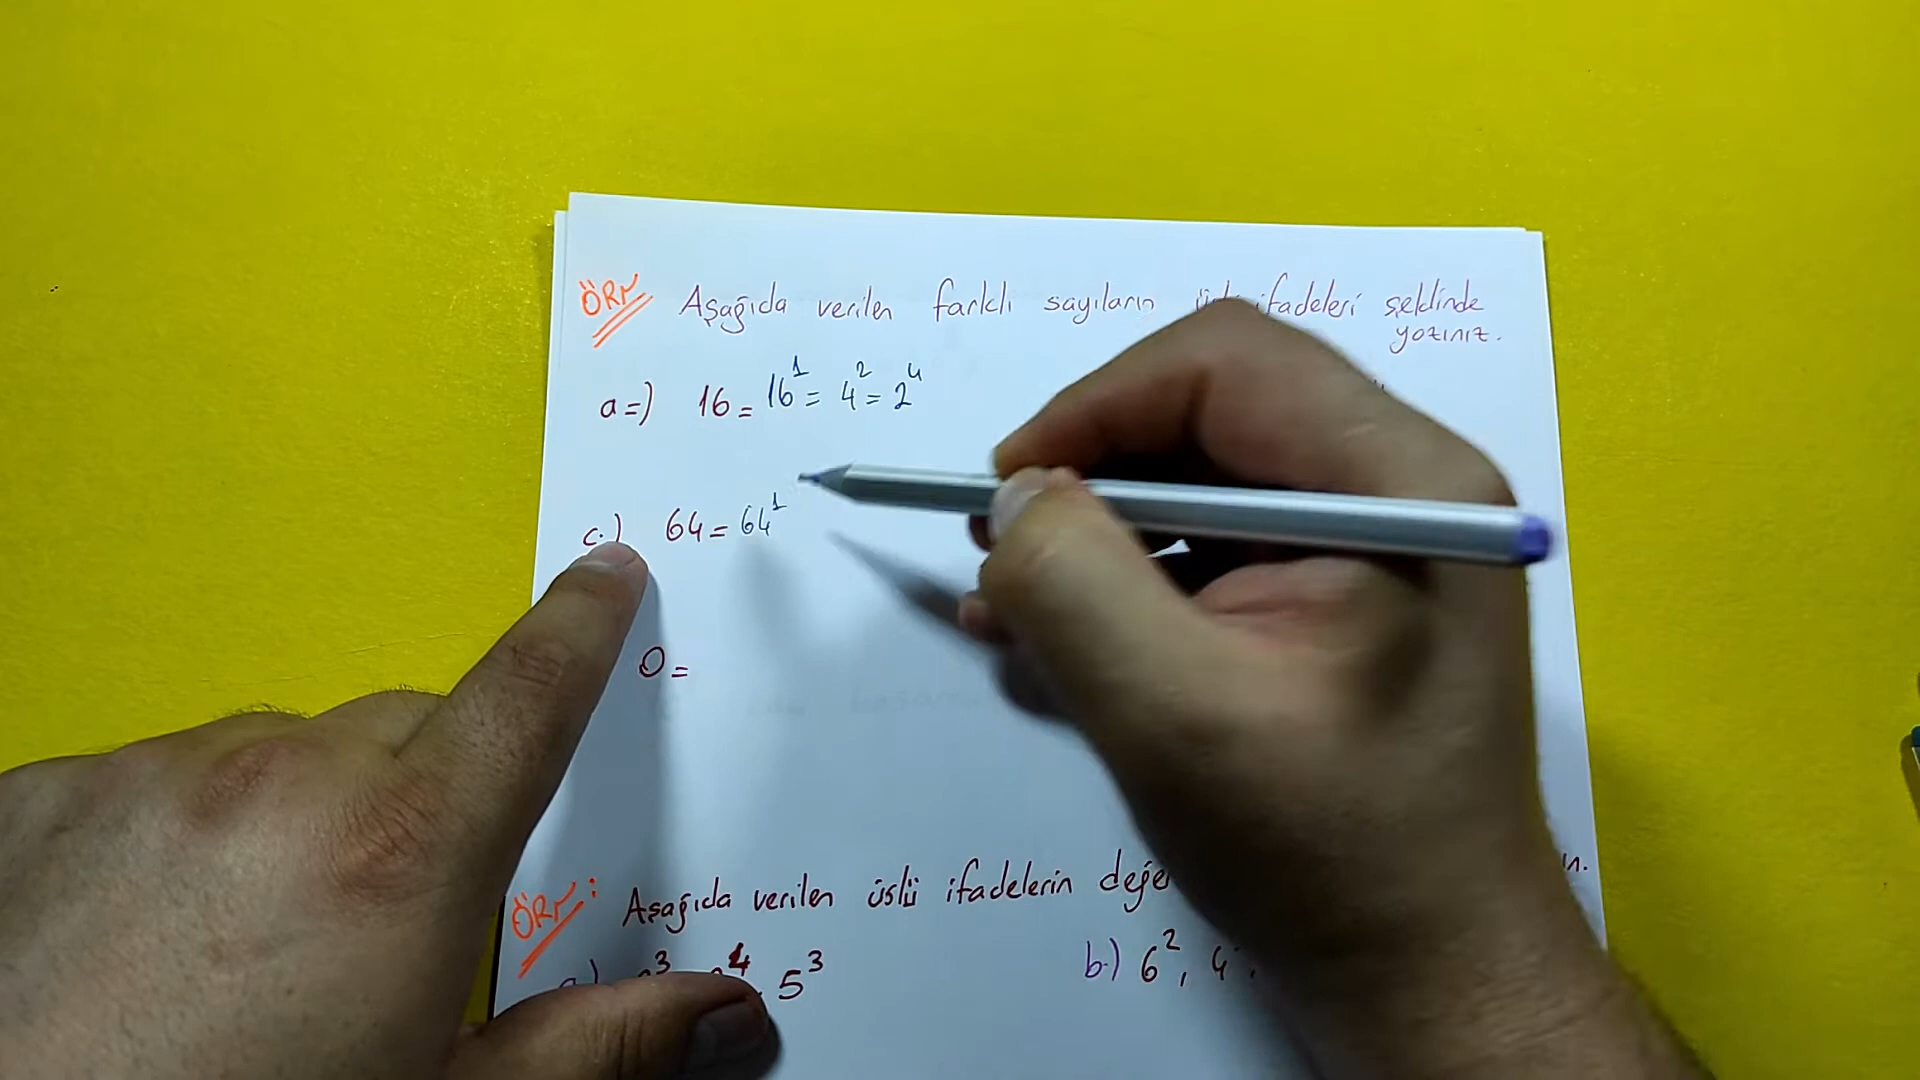 ÖRN Aşağıda verilen farklı sayıların ifadeleri şeklinde
yazınız.
a=) 16 = 16¹ = 4² = 2⁴
c.) 64 = 64¹
0 =
ÖRN: Aşağıda verilen üslü ifadelerin
5³ b.) 6², 4